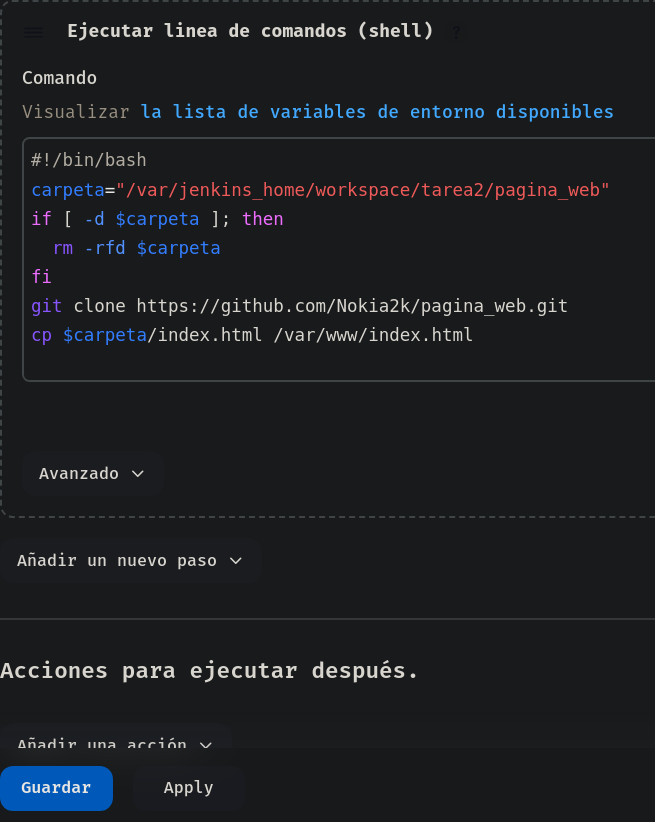 Ejecutar linea de comandos (shell) ?
Comando
Visualizar la lista de variables de entorno disponibles
#!/bin/bash
carpeta="/var/jenkins_home/workspace/tarea2/pagina_web"
if [ -d $carpeta ]; then
  rm -rfd $carpeta
fi
git clone https://github.com/Nokia2k/pagina_web.git
cp $carpeta/index.html /var/www/index.html
Avanzado
Añadir un nuevo paso
Acciones para ejecutar después.
Añadir una acción
Guardar
Apply